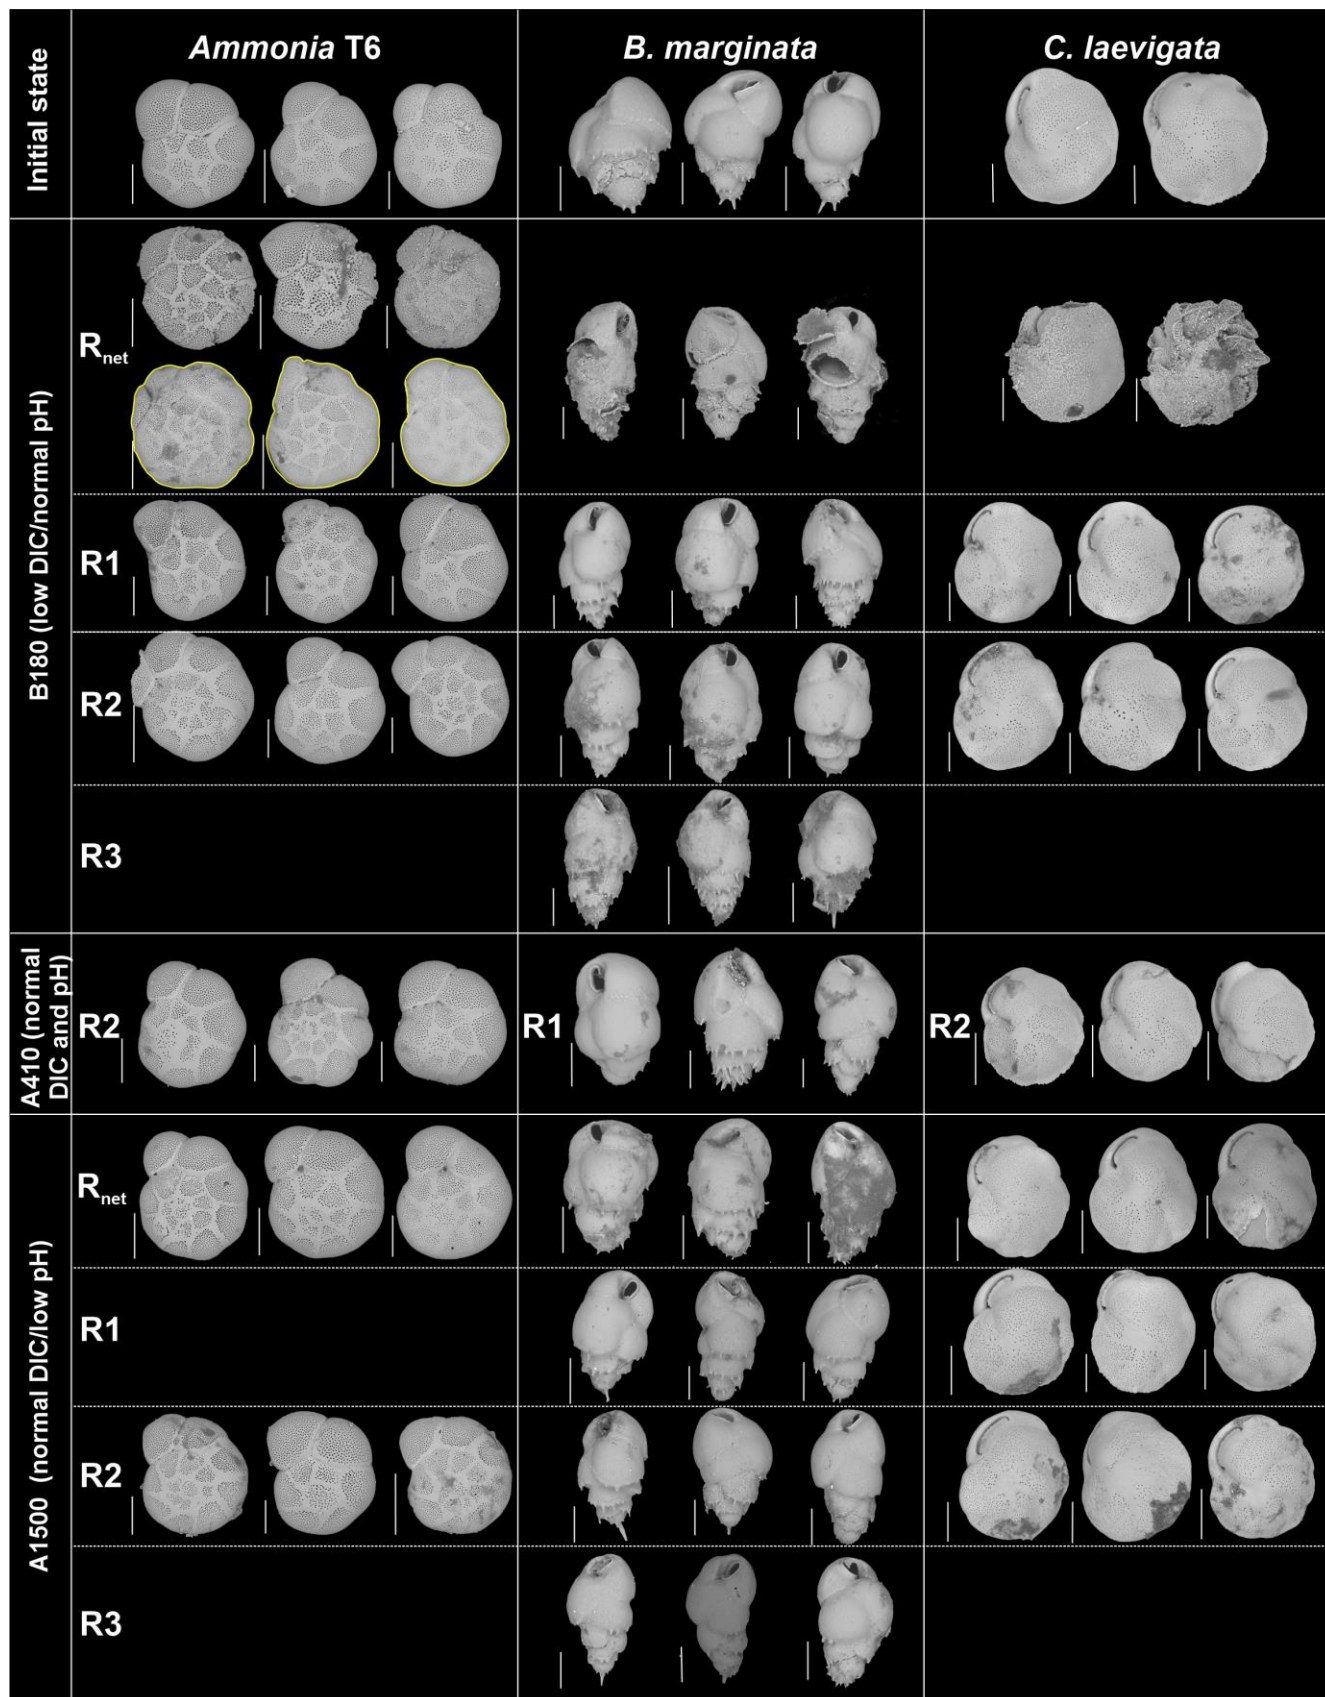 Ammonia T6
B. marginata
C. laevigata
Initial state
B180 (low DIC/normal pH)
Rnet
R1
R2
R3
A410 (normal
DIC and pH)
R2
R1
R2
A1500 (normal DIC/low pH)
Rnet
R1
R2
R3